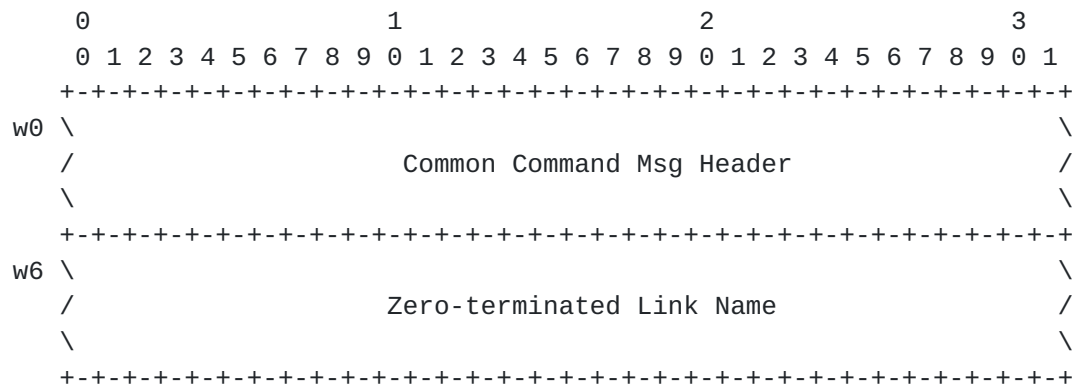 0                   1                   2                   3
    0 1 2 3 4 5 6 7 8 9 0 1 2 3 4 5 6 7 8 9 0 1 2 3 4 5 6 7 8 9 0 1
   +-+-+-+-+-+-+-+-+-+-+-+-+-+-+-+-+-+-+-+-+-+-+-+-+-+-+-+-+-+-+-+-+
w0 \                                                               \
   /                     Common Command Msg Header                 /
   \                                                               \
   +-+-+-+-+-+-+-+-+-+-+-+-+-+-+-+-+-+-+-+-+-+-+-+-+-+-+-+-+-+-+-+-+
w6 \                                                               \
   /                    Zero-terminated Link Name                  /
   \                                                               \
   +-+-+-+-+-+-+-+-+-+-+-+-+-+-+-+-+-+-+-+-+-+-+-+-+-+-+-+-+-+-+-+-+